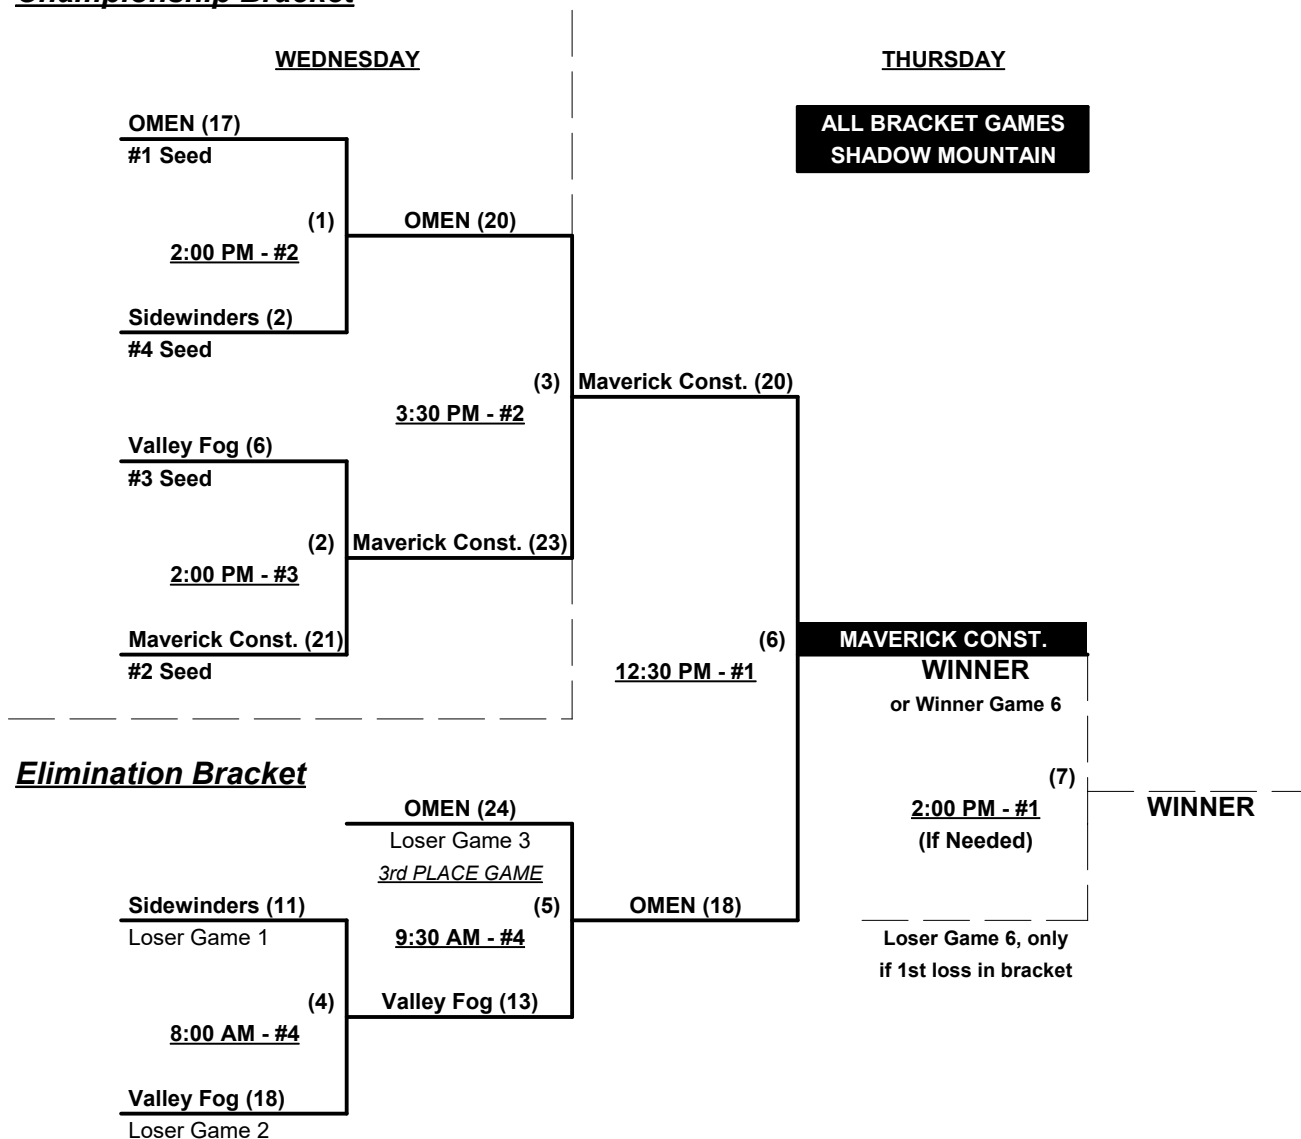 Championship Bracket
WEDNESDAY
THURSDAY
OMEN (17)
#1 Seed
ALL BRACKET GAMES
SHADOW MOUNTAIN
(1)
OMEN (20)
2:00 PM - #2
Sidewinders (2)
#4 Seed
(3)
Maverick Const. (20)
3:30 PM - #2
Valley Fog (6)
#3 Seed
(2)
Maverick Const. (23)
2:00 PM - #3
Maverick Const. (21)
#2 Seed
(6)
MAVERICK CONST.
12:30 PM - #1
WINNER
or Winner Game 6
Elimination Bracket
(7)
OMEN (24)
2:00 PM - #1
WINNER
Loser Game 3
(If Needed)
3rd PLACE GAME
Sidewinders (11)
(5)
OMEN (18)
Loser Game 1
9:30 AM - #4
Loser Game 6, only
if 1st loss in bracket
(4)
Valley Fog (13)
8:00 AM - #4
Valley Fog (18)
Loser Game 2